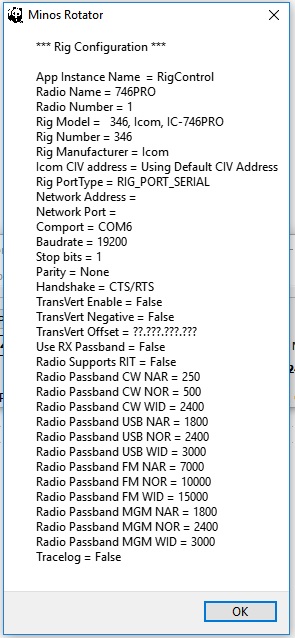 Minos Rotator
*** Rig Configuration ***
App Instance Name = RigControl
Radio Name = 746PRO
Radio Number = 1
Rig Model =   346, Icom, IC-746PRO
Rig Number = 346
Rig Manufacturer = Icom
Icom CIV address = Using Default CIV Address
Rig PortType = RIG_PORT_SERIAL
Network Address =
Network Port =
Comport = COM6
Baudrate = 19200
Stop bits = 1
Parity = None
Handshake = CTS/RTS
TransVert Enable = False
TransVert Negative = False
TransVert Offset = ??.???.???.???
Use RX Passband = False
Radio Supports RIT = False
Radio Passband CW NAR = 250
Radio Passband CW NOR = 500
Radio Passband CW WID = 2400
Radio Passband USB NAR = 1800
Radio Passband USB NOR = 2400
Radio Passband USB WID = 3000
Radio Passband FM NAR = 7000
Radio Passband FM NOR = 10000
Radio Passband FM WID = 15000
Radio Passband MGM NAR = 1800
Radio Passband MGM NOR = 2400
Radio Passband MGM WID = 3000
Tracelog = False
OK